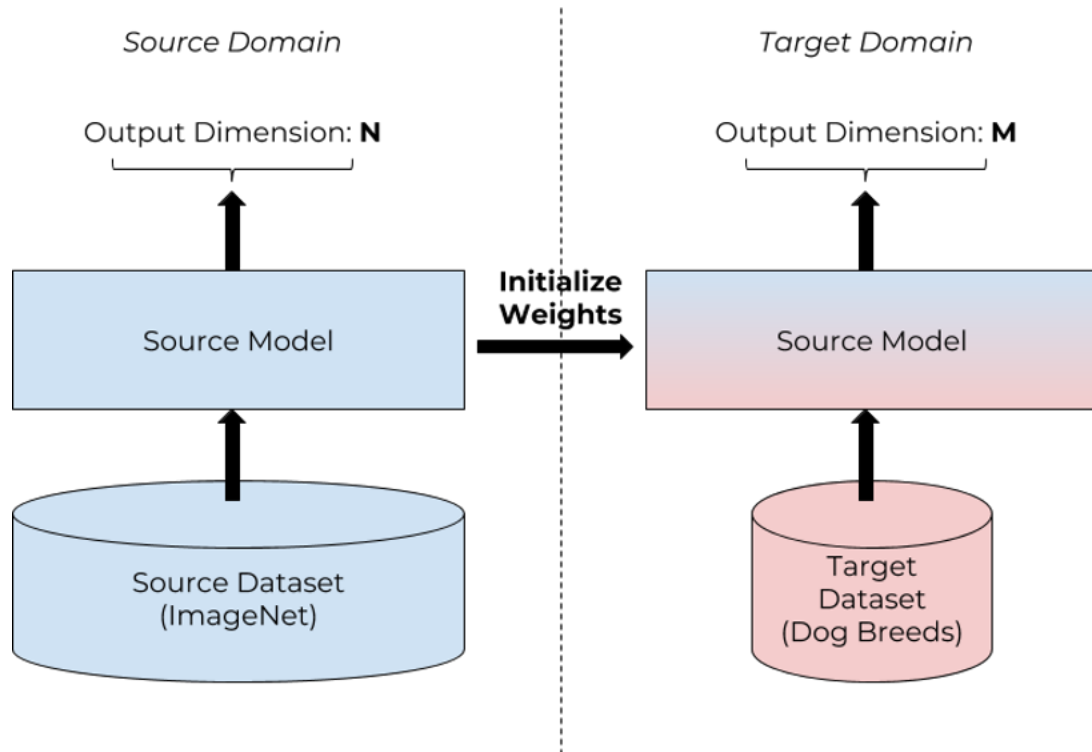 Source Domain
Target Domain
Output Dimension: N
Output Dimension: M
Initialize
Weights
Source Model
Source Model
Source Dataset
(ImageNet)
Target
Dataset
(Dog Breeds)